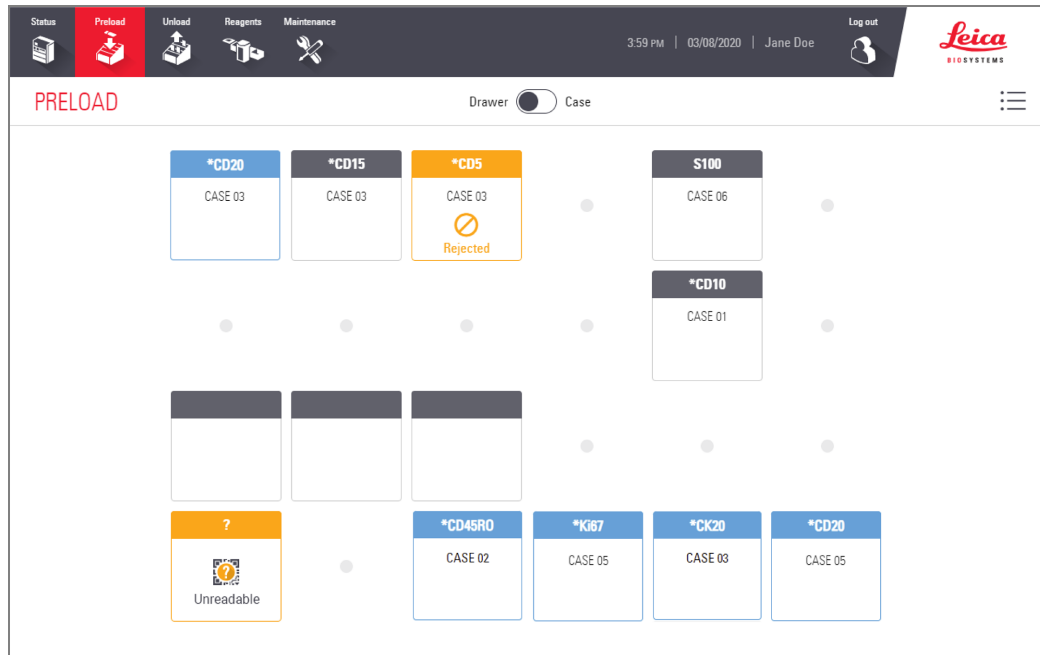 Status Preload Unload Reagents Maintenance Log out
3:59 PM | 03/08/2020 | Jane Doe
Leica
BIOSYSTEMS
PRELOAD Drawer Case
*CD20 *CD15 *CD5 S100
CASE 03 CASE 03 CASE 03 CASE 06
Rejected
*CD10
CASE 01
? *CD45RO *Ki67 *CK20 *CD20
CASE 02 CASE 05 CASE 03 CASE 05
?
Unreadable